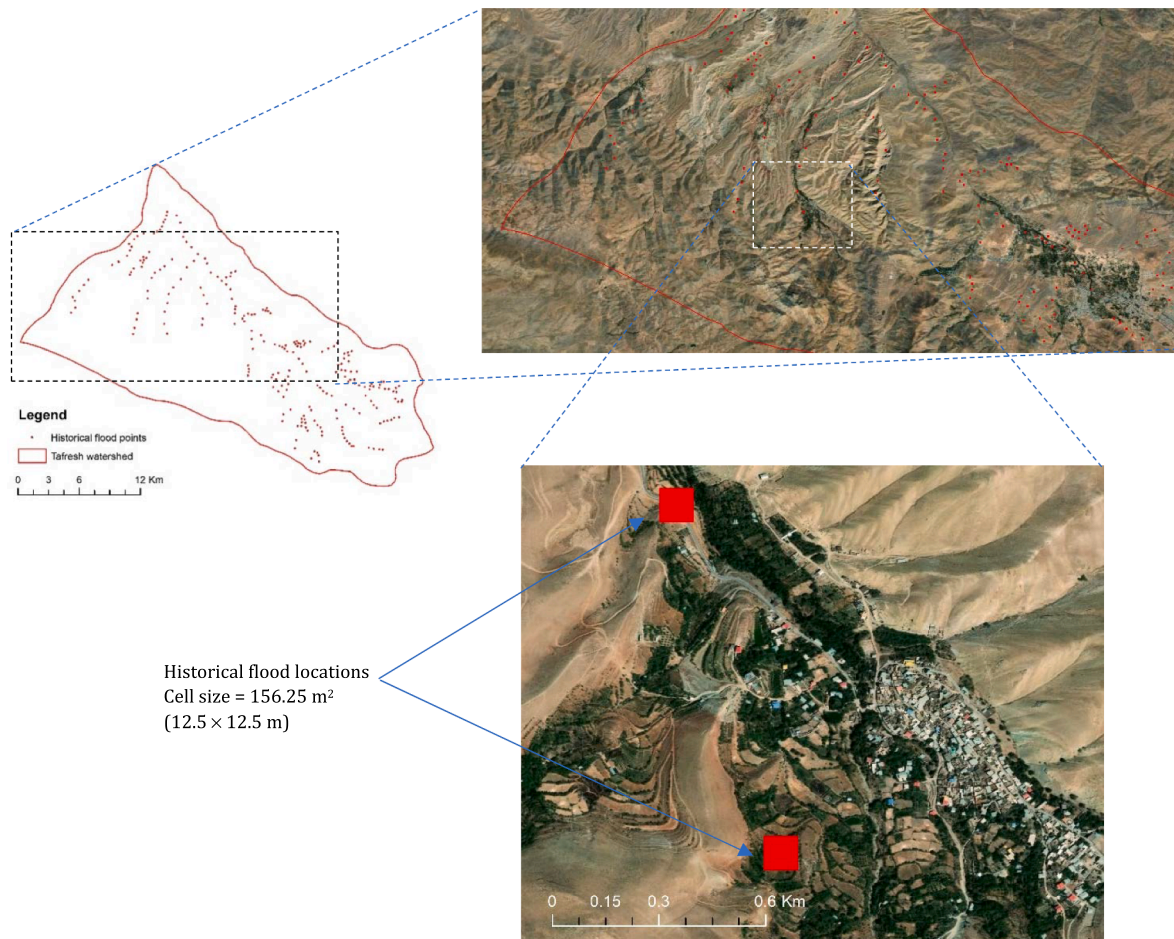 Legend
Historical flood points
Tafresh watershed
0 3 6 12 Km
Historical flood locations
Cell size = 156.25 m²
(12.5 × 12.5 m)
0 0.15 0.3 0.6 Km